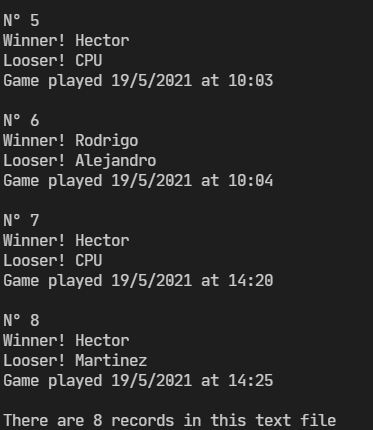 N° 5
Winner! Hector
Looser! CPU
Game played 19/5/2021 at 10:03
N° 6
Winner! Rodrigo
Looser! Alejandro
Game played 19/5/2021 at 10:04
N° 7
Winner! Hector
Looser! CPU
Game played 19/5/2021 at 14:20
N° 8
Winner! Hector
Looser! Martinez
Game played 19/5/2021 at 14:25
There are 8 records in this text file